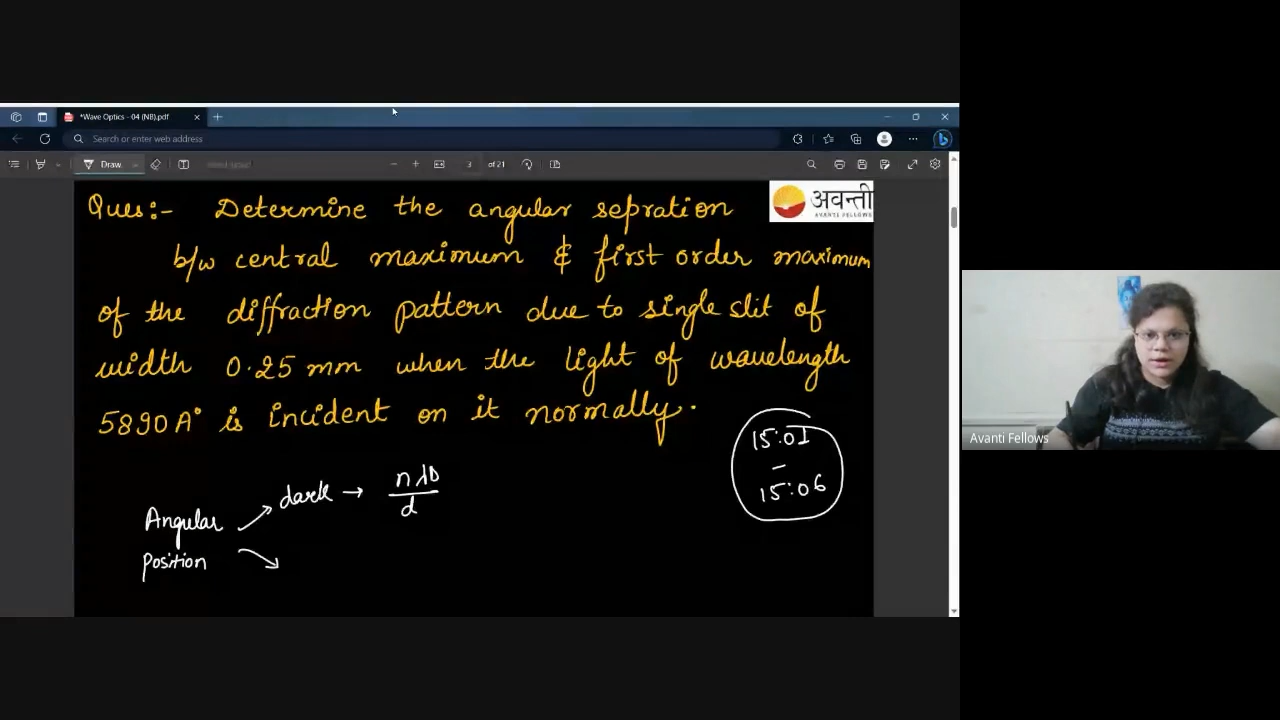 *Wave Optics - 04 (NB).pdf
Search or enter web address
Draw
3 of 21
Ques:- Determine the angular sepration
b/w central maximum & first order maximum
of the diffraction pattern due to single slit of
width 0.25 mm when the light of wavelength
5890 A° is incident on it normally.
अवन्ती
AVANTI FELLOWS
15:01
-
15:06
Angular
position
dark → nλD
d
Avanti Fellows